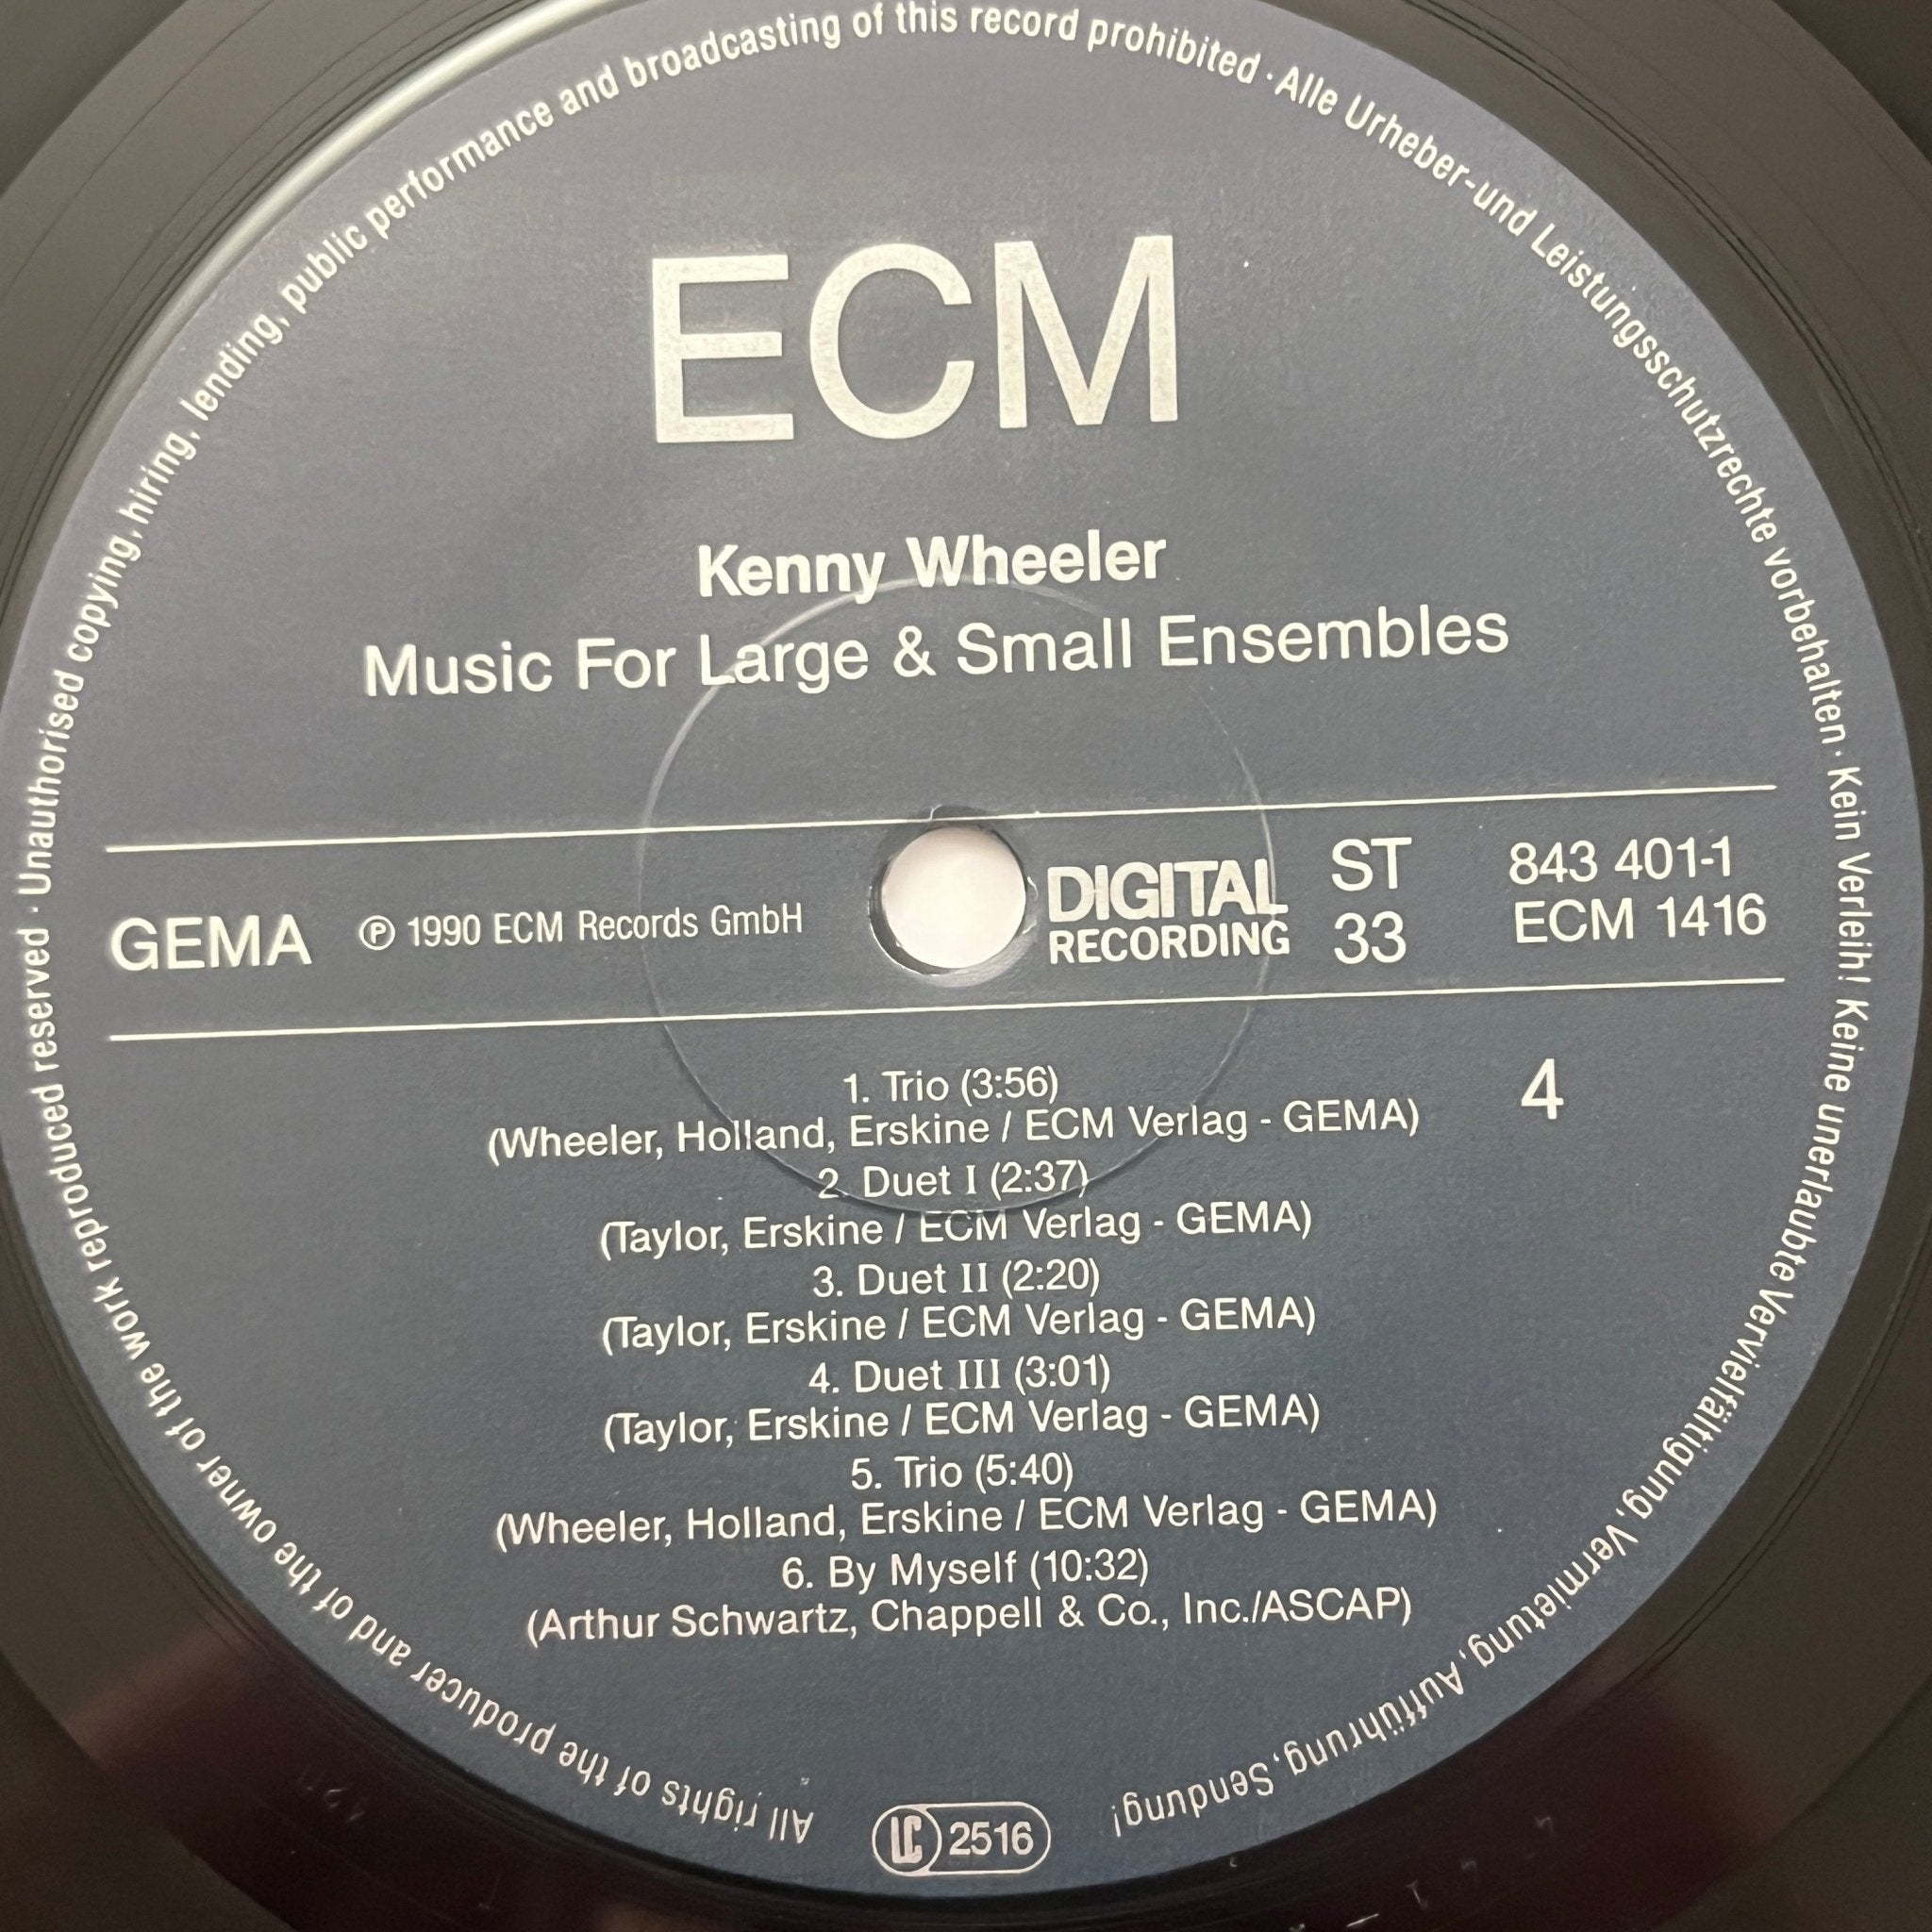 ECM
Kenny Wheeler
Music For Large & Small Ensembles
GEMA
℗ 1990 ECM Records GmbH
DIGITAL
RECORDING
ST
33
843 401-1
ECM 1416
4
1. Trio (3:56)
(Wheeler, Holland, Erskine / ECM Verlag - GEMA)
2. Duet I (2:37)
(Taylor, Erskine / ECM Verlag - GEMA)
3. Duet II (2:20)
(Taylor, Erskine / ECM Verlag - GEMA)
4. Duet III (3:01)
(Taylor, Erskine / ECM Verlag - GEMA)
5. Trio (5:40)
(Wheeler, Holland, Erskine / ECM Verlag - GEMA)
6. By Myself (10:32)
(Arthur Schwartz, Chappell & Co., Inc./ASCAP)
All rights of the producer and of the owner of the work reproduced reserved · Unauthorised copying, hiring, lending, public performance and broadcasting of this record prohibited · Alle Urheber-und Leistungsschutzrechte vorbehalten · Kein Verleih! Keine unerlaubte Vervielfältigung, Vermietung, Aufführung, Sendung!
LC 2516